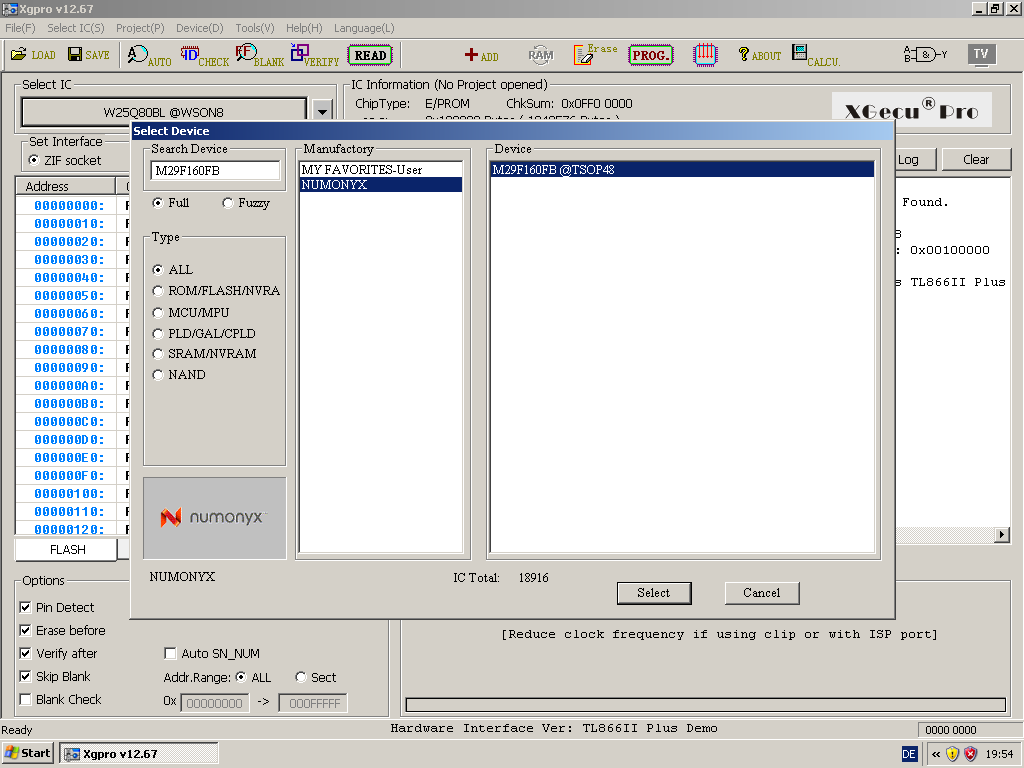 Xgpro v12.67
File(F) Select IC(S) Project(P) Device(D) Tools(V) Help(H) Language(L)
LOAD SAVE AUTO CHECK BLANK VERIFY READ ADD RAM Erase PROG. ABOUT CALCU. TV
Select IC
W25Q80BL @WSON8
IC Information (No Project opened)
ChipType: E/PROM ChkSum: 0x0FF0 0000
XGecu® Pro
Set Interface
ZIF socket
Log Clear
Address
00000000:
00000010:
00000020:
00000030:
00000040:
00000050:
00000060:
00000070:
00000080:
00000090:
000000A0:
000000B0:
000000C0:
000000D0:
000000E0:
000000F0:
00000100:
00000110:
00000120:
FLASH
Found.
B
: 0x00100000
s TL866II Plus
Select Device
Search Device
M29F160FB
Full Fuzzy
Type
ALL
ROM/FLASH/NVRA
MCU/MPU
PLD/GAL/CPLD
SRAM/NVRAM
NAND
numonyx
NUMONYX
Manufactory
MY FAVORITES-User
NUMONYX
Device
M29F160FB @TSOP48
IC Total: 18916
Select Cancel
Options
Pin Detect
Erase before
Verify after
Skip Blank
Blank Check
Auto SN_NUM
Addr.Range: ALL Sect
0x 00000000 -> 000FFFFF
[Reduce clock frequency if using clip or with ISP port]
Ready
Hardware Interface Ver: TL866II Plus Demo
0000 0000
Start Xgpro v12.67
DE « 19:54